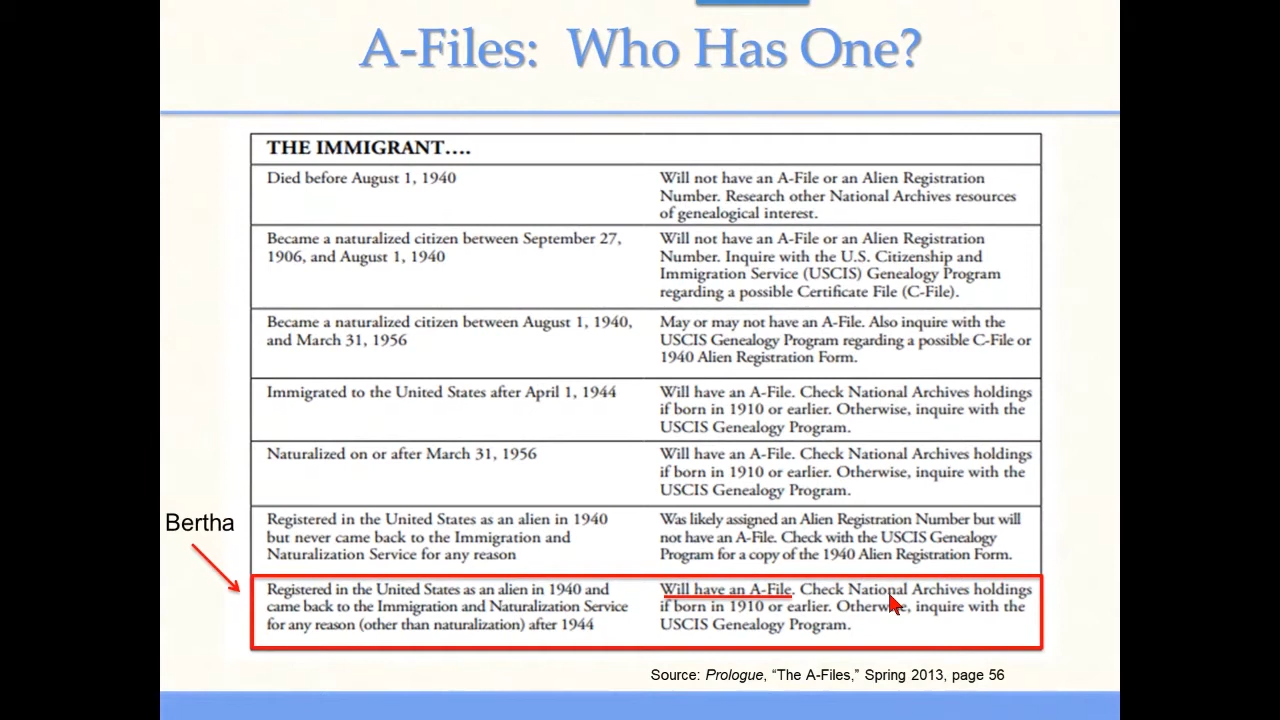 A-Files: Who Has One?
THE IMMIGRANT....
Died before August 1, 1940
Will not have an A-File or an Alien Registration
Number. Research other National Archives resources
of genealogical interest.
Became a naturalized citizen between September 27,
1906, and August 1, 1940
Will not have an A-File or an Alien Registration
Number. Inquire with the U.S. Citizenship and
Immigration Service (USCIS) Genealogy Program
regarding a possible Certificate File (C-File).
Became a naturalized citizen between August 1, 1940,
and March 31, 1956
May or may not have an A-File. Also inquire with the
USCIS Genealogy Program regarding a possible C-File or
1940 Alien Registration Form.
Immigrated to the United States after April 1, 1944
Will have an A-File. Check National Archives holdings
if born in 1910 or earlier. Otherwise, inquire with the
USCIS Genealogy Program.
Naturalized on or after March 31, 1956
Will have an A-File. Check National Archives holdings
if born in 1910 or earlier. Otherwise, inquire with the
USCIS Genealogy Program.
Bertha
Registered in the United States as an alien in 1940
but never came back to the Immigration and
Naturalization Service for any reason
Was likely assigned an Alien Registration Number but will
not have an A-File. Check with the USCIS Genealogy
Program for a copy of the 1940 Alien Registration Form.
Registered in the United States as an alien in 1940 and
came back to the Immigration and Naturalization Service
for any reason (other than naturalization) after 1944
Will have an A-File. Check National Archives holdings
if born in 1910 or earlier. Otherwise, inquire with the
USCIS Genealogy Program.
Source: Prologue, “The A-Files,” Spring 2013, page 56